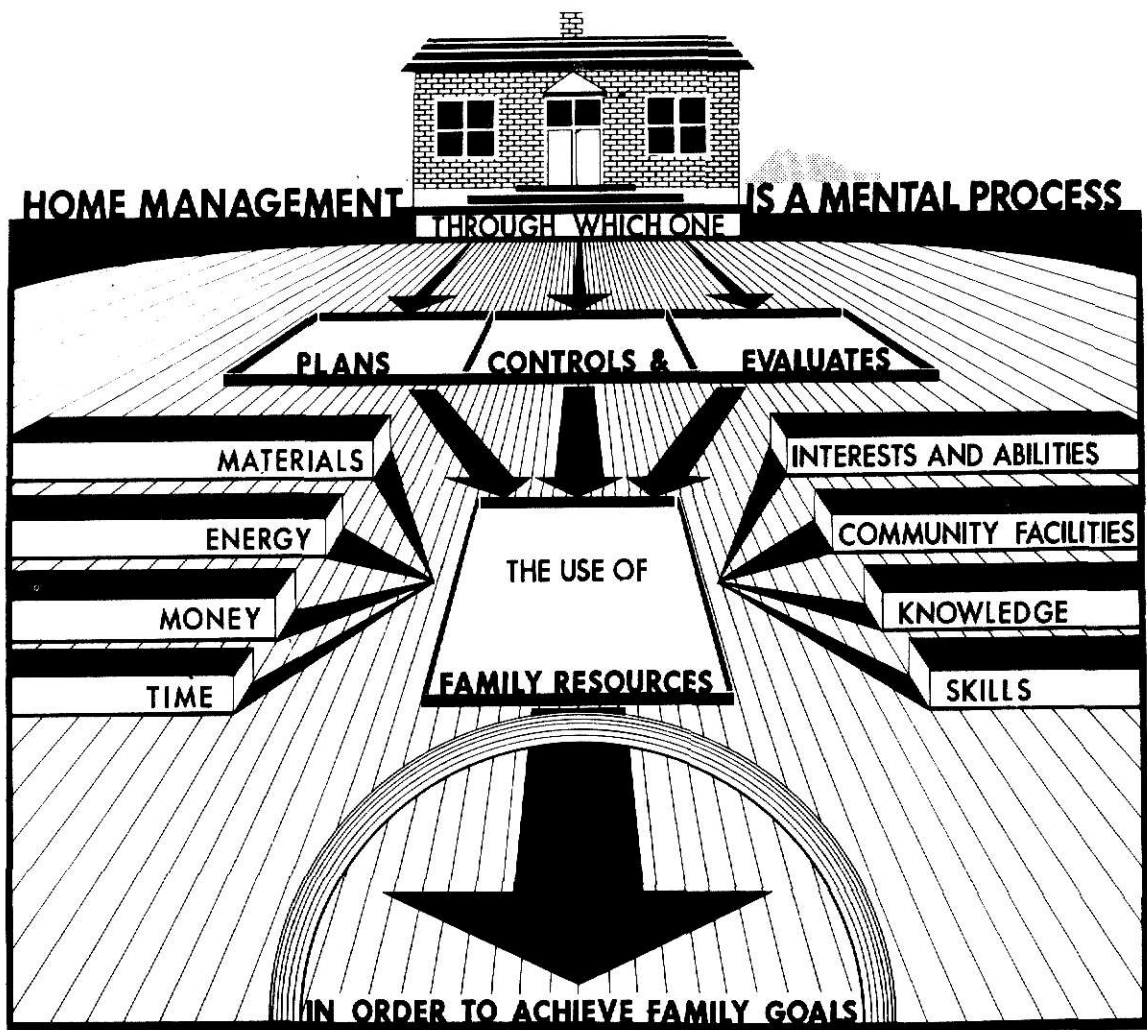 HOME MANAGEMENT IS A MENTAL PROCESS
THROUGH WHICH ONE
PLANS CONTROLS & EVALUATES
MATERIALS
ENERGY
MONEY
TIME
INTERESTS AND ABILITIES
COMMUNITY FACILITIES
KNOWLEDGE
SKILLS
THE USE OF
FAMILY RESOURCES
IN ORDER TO ACHIEVE FAMILY GOALS